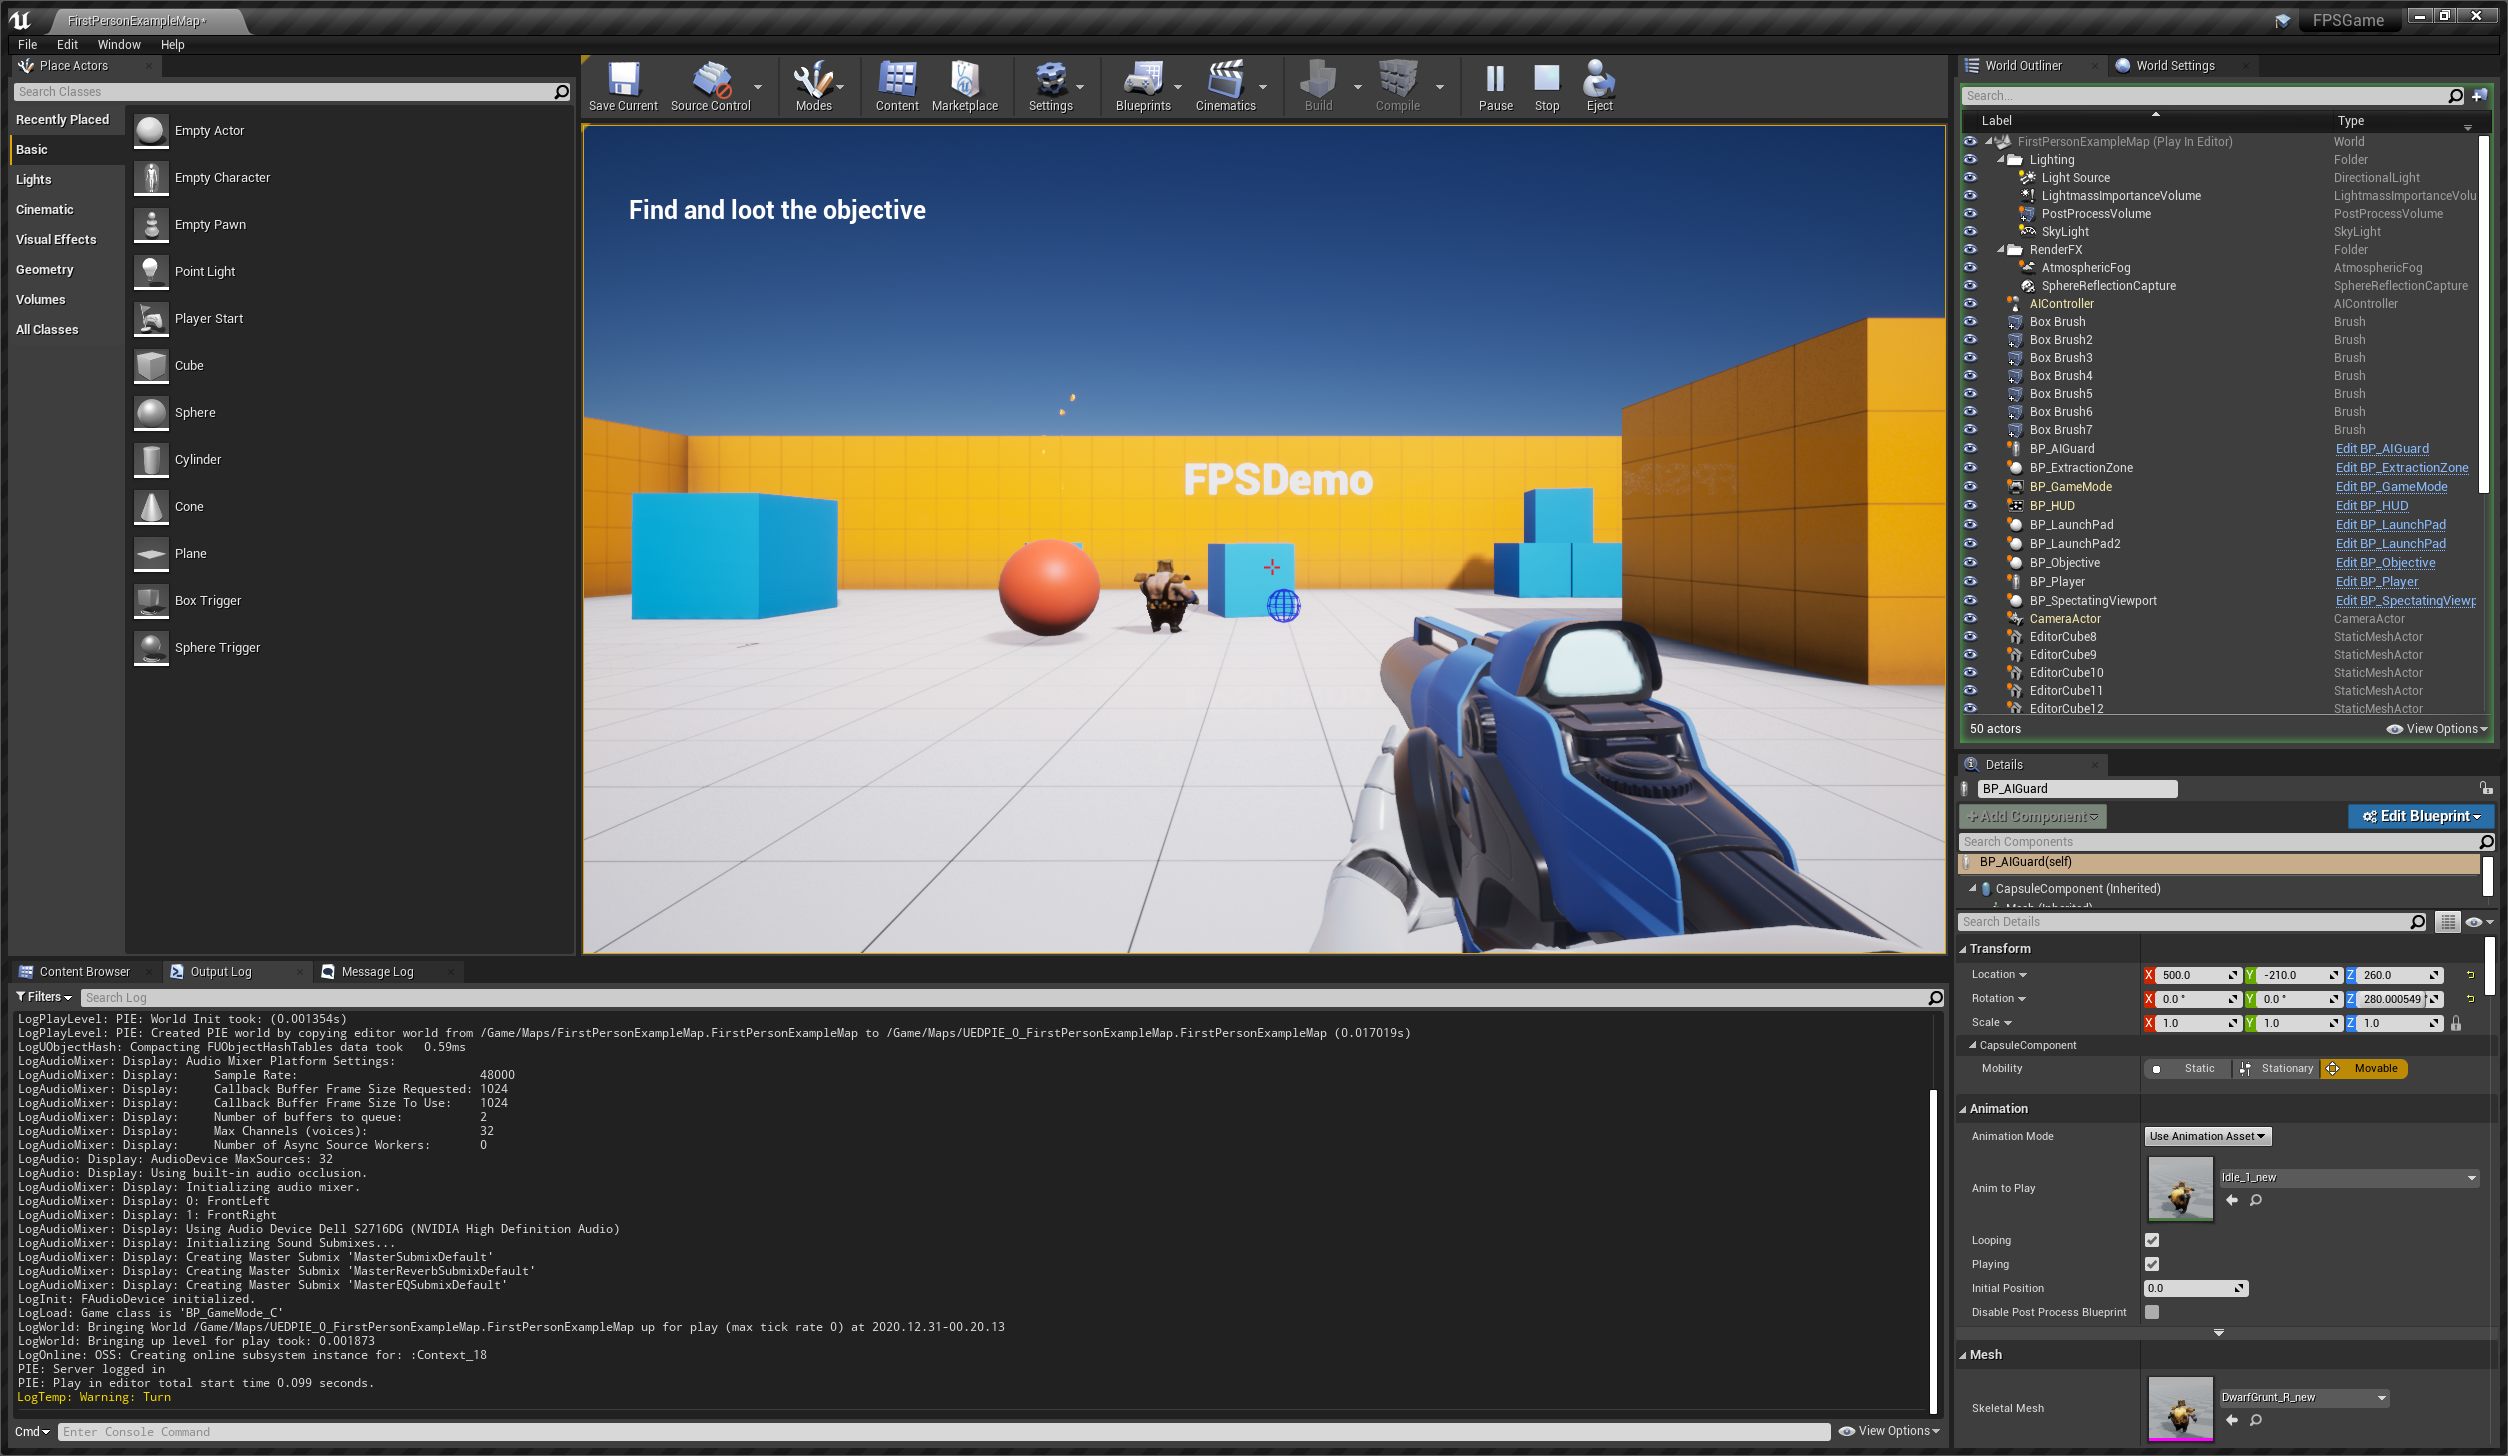 FirstPersonExampleMap*
FPSGame
File Edit Window Help
Place Actors
Search Classes
Recently Placed
Basic
Lights
Cinematic
Visual Effects
Geometry
Volumes
All Classes
Empty Actor
Empty Character
Empty Pawn
Point Light
Player Start
Cube
Sphere
Cylinder
Cone
Plane
Box Trigger
Sphere Trigger
Save Current Source Control Modes Content Marketplace Settings Blueprints Cinematics Build Compile Pause Stop Eject
Find and loot the objective
FPSDemo
World Outliner World Settings
Search...
Label Type
FirstPersonExampleMap (Play In Editor) World
Lighting Folder
Light Source DirectionalLight
LightmassImportanceVolume LightmassImportanceVolu
PostProcessVolume PostProcessVolume
SkyLight SkyLight
RenderFX Folder
AtmosphericFog AtmosphericFog
SphereReflectionCapture SphereReflectionCapture
AIController AIController
Box Brush Brush
Box Brush2 Brush
Box Brush3 Brush
Box Brush4 Brush
Box Brush5 Brush
Box Brush6 Brush
Box Brush7 Brush
BP_AIGuard Edit BP_AIGuard
BP_ExtractionZone Edit BP_ExtractionZone
BP_GameMode Edit BP_GameMode
BP_HUD Edit BP_HUD
BP_LaunchPad Edit BP_LaunchPad
BP_LaunchPad2 Edit BP_LaunchPad
BP_Objective Edit BP_Objective
BP_Player Edit BP_Player
BP_SpectatingViewport Edit BP_SpectatingViewp
CameraActor CameraActor
EditorCube8 StaticMeshActor
EditorCube9 StaticMeshActor
EditorCube10 StaticMeshActor
EditorCube11 StaticMeshActor
EditorCube12 StaticMeshActor
50 actors View Options
Details
BP_AIGuard
+Add Component Edit Blueprint
Search Components
BP_AIGuard(self)
CapsuleComponent (Inherited)
Mesh (Inherited)
Search Details
Transform
Location X 500.0 Y -210.0 Z 260.0
Rotation X 0.0 ° Y 0.0 ° Z 280.000549
Scale X 1.0 Y 1.0 Z 1.0
CapsuleComponent
Mobility Static Stationary Movable
Animation
Animation Mode Use Animation Asset
Anim to Play Idle_1_new
Looping
Playing
Initial Position 0.0
Disable Post Process Blueprint
Mesh
Skeletal Mesh DwarfGrunt_R_new
Content Browser Output Log Message Log
Filters Search Log
LogPlayLevel: PIE: World Init took: (0.001354s)
LogPlayLevel: PIE: Created PIE world by copying editor world from /Game/Maps/FirstPersonExampleMap.FirstPersonExampleMap to /Game/Maps/UEDPIE_0_FirstPersonExampleMap.FirstPersonExampleMap (0.017019s)
LogUObjectHash: Compacting FUObjectHashTables data took 0.59ms
LogAudioMixer: Display: Audio Mixer Platform Settings:
LogAudioMixer: Display: Sample Rate: 48000
LogAudioMixer: Display: Callback Buffer Frame Size Requested: 1024
LogAudioMixer: Display: Callback Buffer Frame Size To Use: 1024
LogAudioMixer: Display: Number of buffers to queue: 2
LogAudioMixer: Display: Max Channels (voices): 32
LogAudioMixer: Display: Number of Async Source Workers: 0
LogAudio: Display: AudioDevice MaxSources: 32
LogAudio: Display: Using built-in audio occlusion.
LogAudioMixer: Display: Initializing audio mixer.
LogAudioMixer: Display: 0: FrontLeft
LogAudioMixer: Display: 1: FrontRight
LogAudioMixer: Display: Using Audio Device Dell S2716DG (NVIDIA High Definition Audio)
LogAudioMixer: Display: Initializing Sound Submixes...
LogAudioMixer: Display: Creating Master Submix 'MasterSubmixDefault'
LogAudioMixer: Display: Creating Master Submix 'MasterReverbSubmixDefault'
LogAudioMixer: Display: Creating Master Submix 'MasterEQSubmixDefault'
LogInit: FAudioDevice initialized.
LogLoad: Game class is 'BP_GameMode_C'
LogWorld: Bringing World /Game/Maps/UEDPIE_0_FirstPersonExampleMap.FirstPersonExampleMap up for play (max tick rate 0) at 2020.12.31-00.20.13
LogWorld: Bringing up level for play took: 0.001873
LogOnline: OSS: Creating online subsystem instance for: :Context_18
PIE: Server logged in
PIE: Play in editor total start time 0.099 seconds.
LogTemp: Warning: Turn
Cmd Enter Console Command View Options